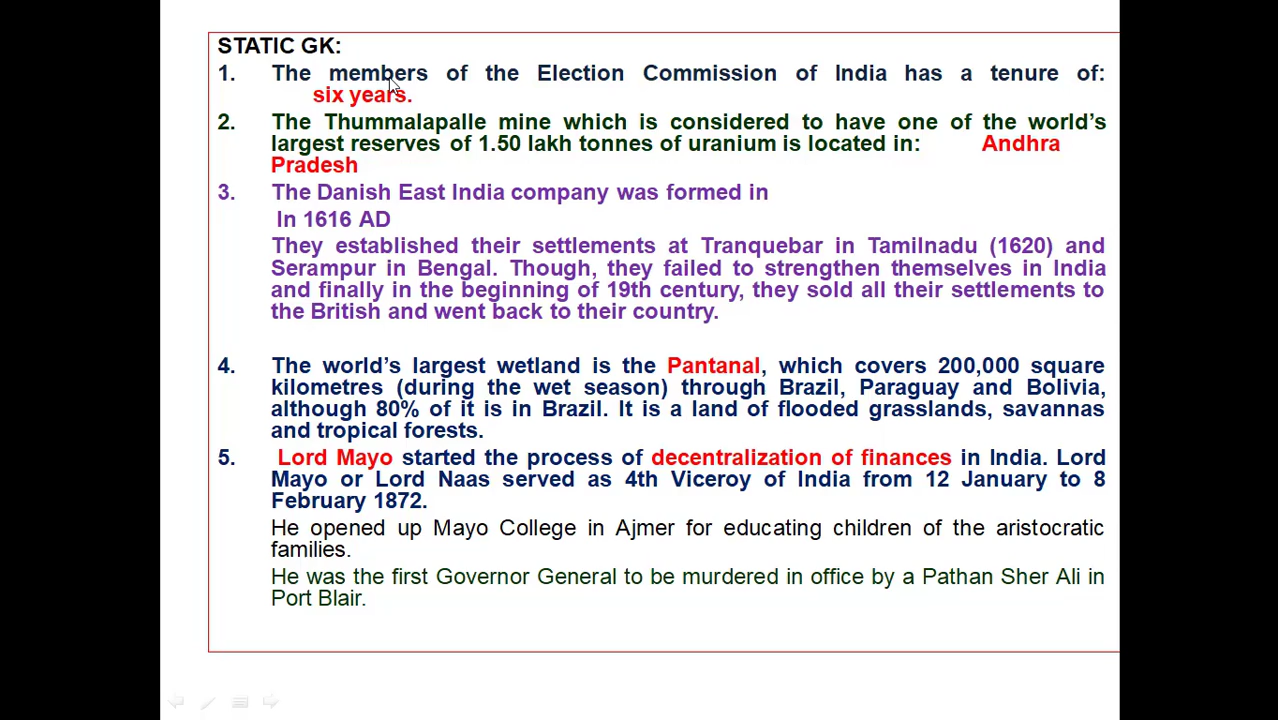 STATIC GK:
1. The members of the Election Commission of India has a tenure of:
six years.
2. The Thummalapalle mine which is considered to have one of the world's
largest reserves of 1.50 lakh tonnes of uranium is located in: Andhra
Pradesh
3. The Danish East India company was formed in
In 1616 AD
They established their settlements at Tranquebar in Tamilnadu (1620) and
Serampur in Bengal. Though, they failed to strengthen themselves in India
and finally in the beginning of 19th century, they sold all their settlements to
the British and went back to their country.
4. The world's largest wetland is the Pantanal, which covers 200,000 square
kilometres (during the wet season) through Brazil, Paraguay and Bolivia,
although 80% of it is in Brazil. It is a land of flooded grasslands, savannas
and tropical forests.
5. Lord Mayo started the process of decentralization of finances in India. Lord
Mayo or Lord Naas served as 4th Viceroy of India from 12 January to 8
February 1872.
He opened up Mayo College in Ajmer for educating children of the aristocratic
families.
He was the first Governor General to be murdered in office by a Pathan Sher Ali in
Port Blair.